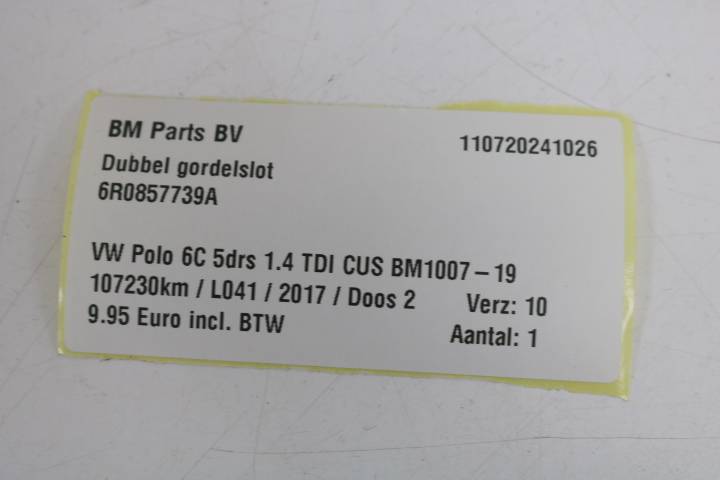 BM Parts BV 110720241026
Dubbel gordelslot
6R0857739A
VW Polo 6C 5drs 1.4 TDI CUS BM1007-19
107230km / L041 / 2017 / Doos 2 Verz: 10
9.95 Euro incl. BTW Aantal: 1